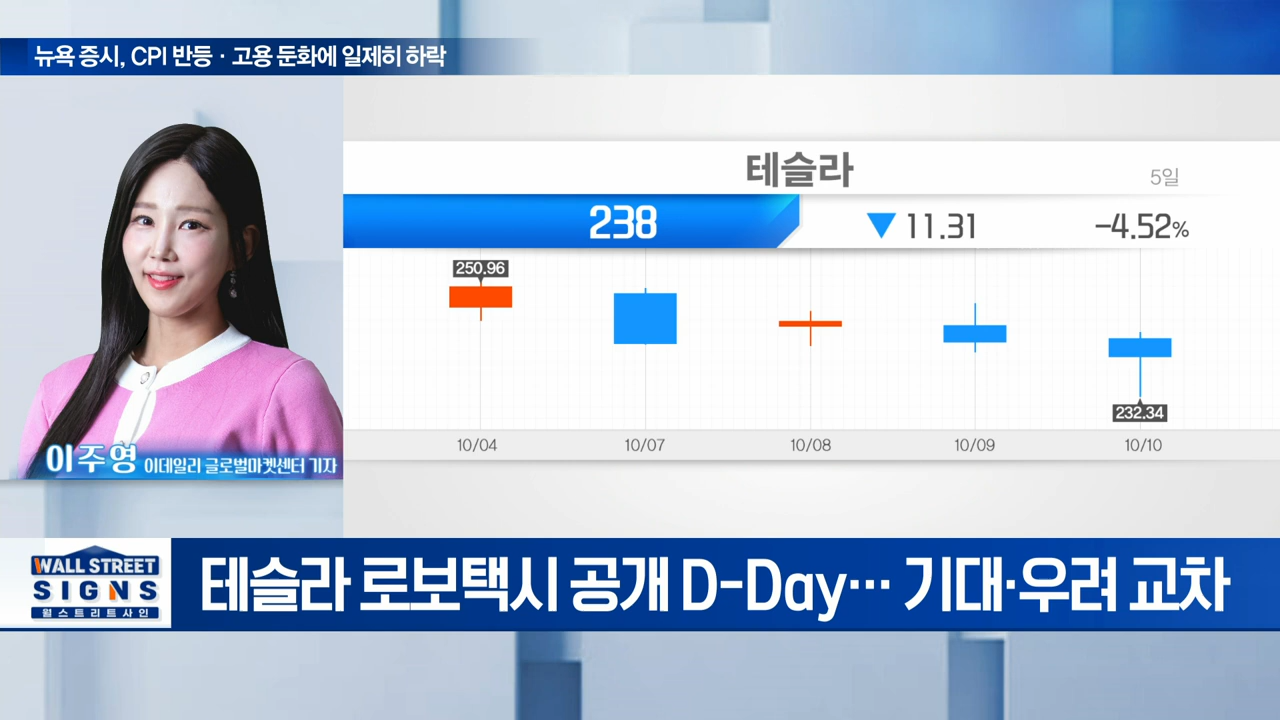 뉴욕 증시, CPI 반등 · 고용 둔화에 일제히 하락
테슬라
5일
238 ▼ 11.31 -4.52%
250.96
232.34
10/04 10/07 10/08 10/09 10/10
이주영 이데일리 글로벌마켓센터 기자
WALL STREET
SIGNS
월스트리트사인
테슬라 로보택시 공개 D-Day… 기대·우려 교차